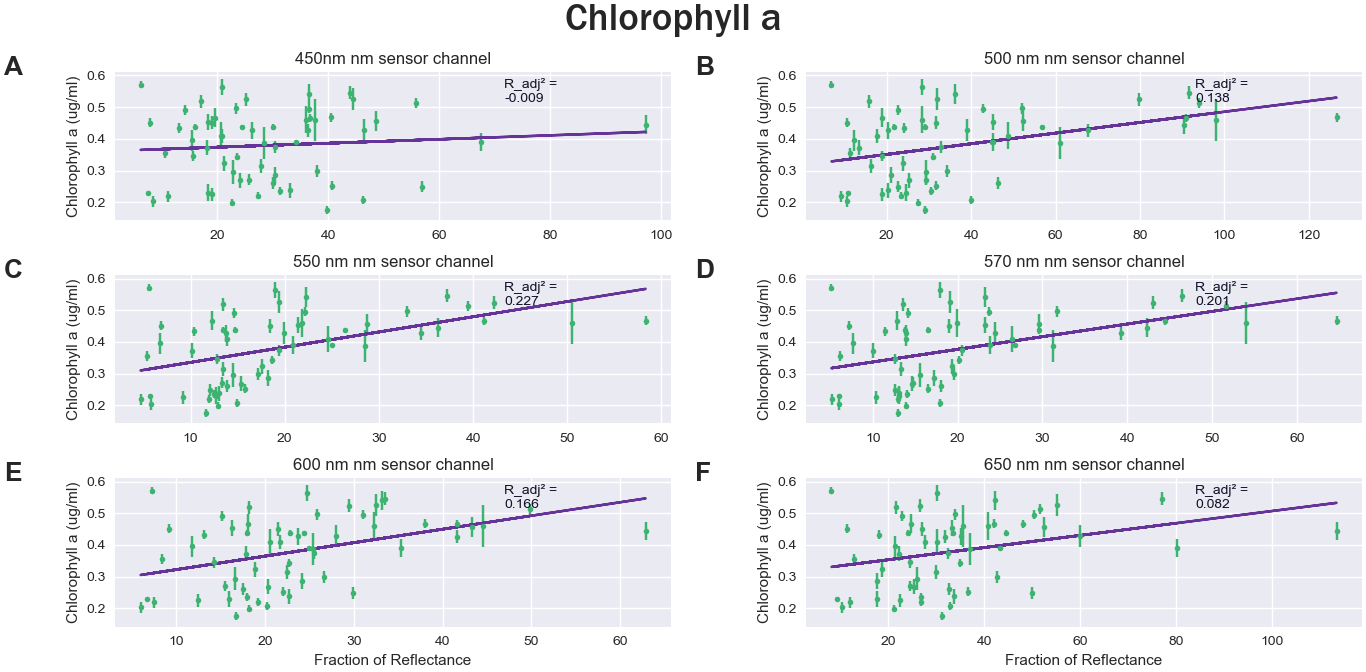 Chlorophyll a
A
450nm nm sensor channel
R_adj² =
-0.009
Chlorophyll a (ug/ml)
0.6
0.5
0.4
0.3
0.2
20 40 60 80 100
B
500 nm nm sensor channel
R_adj² =
0.138
Chlorophyll a (ug/ml)
0.6
0.5
0.4
0.3
0.2
20 40 60 80 100 120
C
550 nm nm sensor channel
R_adj² =
0.227
Chlorophyll a (ug/ml)
0.6
0.5
0.4
0.3
0.2
10 20 30 40 50 60
D
570 nm nm sensor channel
R_adj² =
0.201
Chlorophyll a (ug/ml)
0.6
0.5
0.4
0.3
0.2
10 20 30 40 50 60
E
600 nm nm sensor channel
R_adj² =
0.166
Chlorophyll a (ug/ml)
0.6
0.5
0.4
0.3
0.2
10 20 30 40 50 60
Fraction of Reflectance
F
650 nm nm sensor channel
R_adj² =
0.082
Chlorophyll a (ug/ml)
0.6
0.5
0.4
0.3
0.2
20 40 60 80 100
Fraction of Reflectance